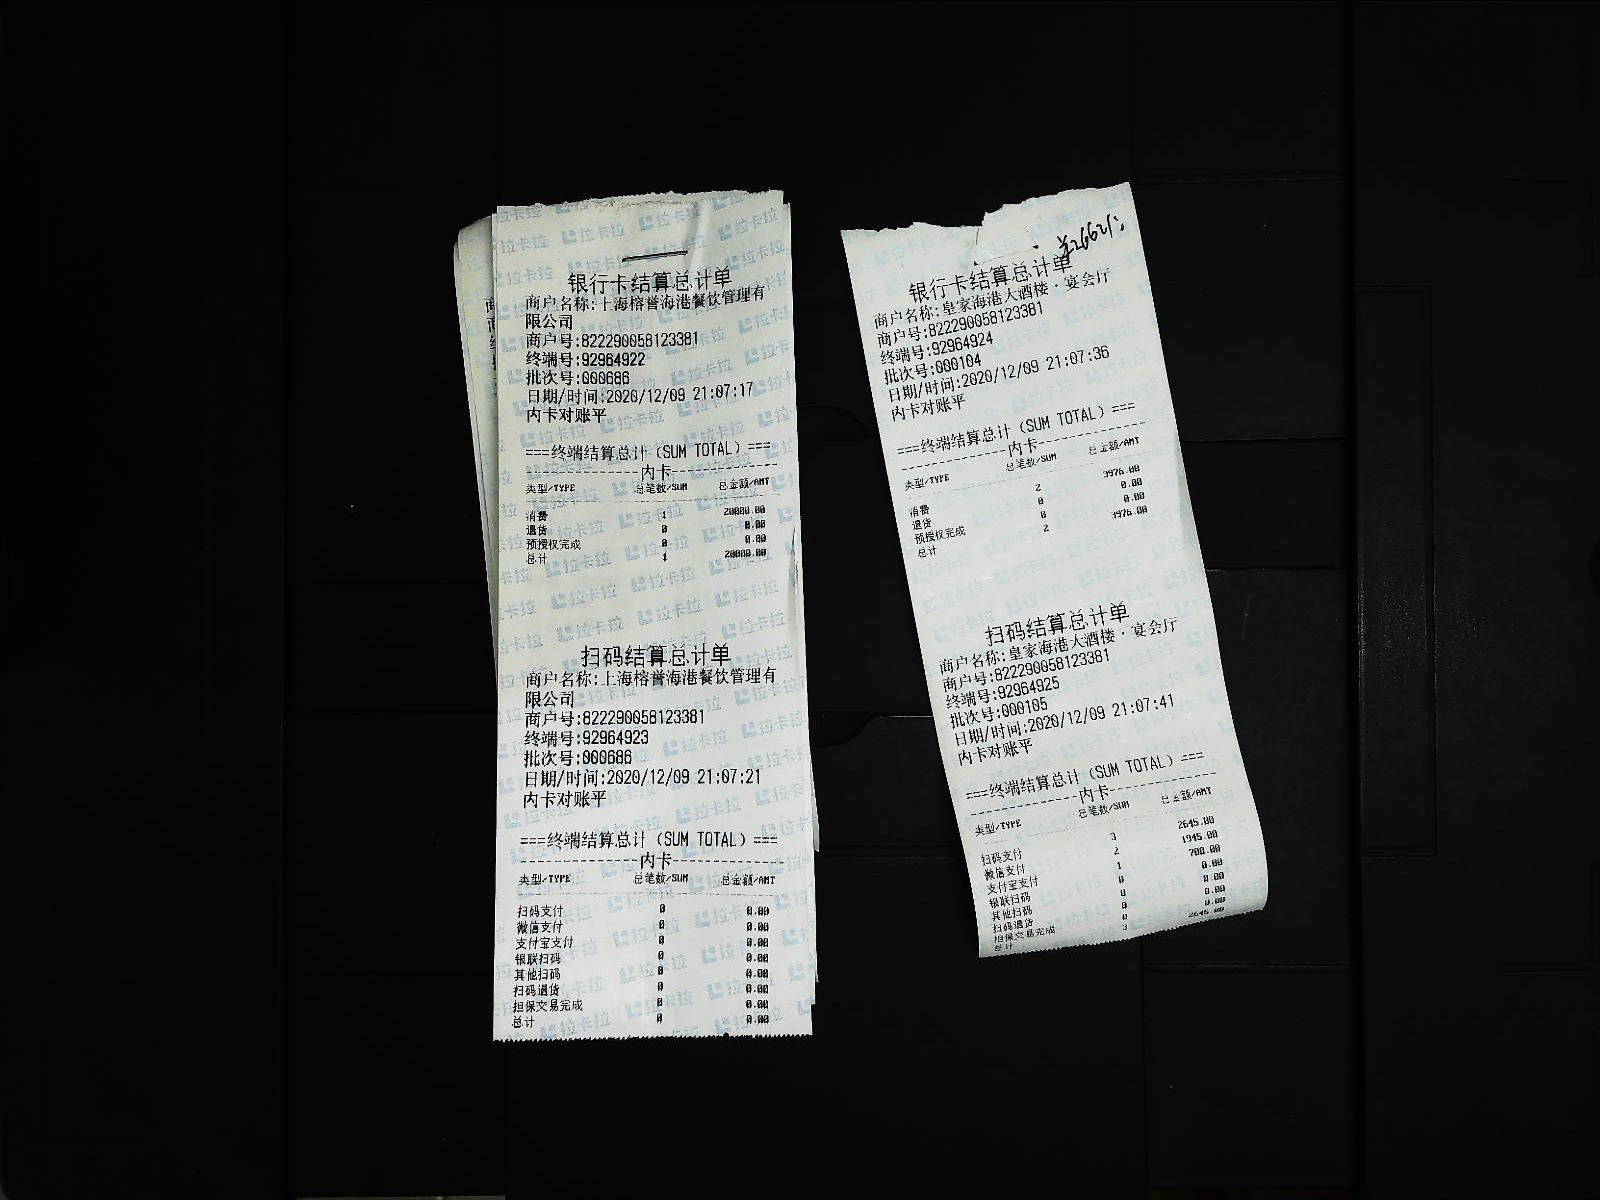 银行卡结算总计单
商户名称:上海榕誉海港餐饮管理有
限公司
商户号:822290058123381
终端号:92964922
批次号:000686
日期/时间:2020/12/09 21:07:17
内卡对账平
===终端结算总计(SUM TOTAL)===
内卡
类型/TYPE 总笔数/SUM 总金额/AMT
消费 1 20000.00
退货 0 0.00
预授权完成 0 0.00
总计 1 20000.00
扫码结算总计单
商户名称:上海榕誉海港餐饮管理有
限公司
商户号:822290058123381
终端号:92964923
批次号:000686
日期/时间:2020/12/09 21:07:21
内卡对账平
===终端结算总计(SUM TOTAL)===
内卡
类型/TYPE 总笔数/SUM 总金额/AMT
扫码支付 0 0.00
微信支付 0 0.00
支付宝支付 0 0.00
银联扫码 0 0.00
其他扫码 0 0.00
扫码退货 0 0.00
担保交易完成 0 0.00
总计 0 0.00
银行卡结算总计单
商户名称:皇家海港大酒楼·宴会厅
商户号:822290058123381
终端号:92964924
批次号:000104
日期/时间:2020/12/09 21:07:36
内卡对账平
===终端结算总计(SUM TOTAL)===
内卡
类型/TYPE 总笔数/SUM 总金额/AMT
消费 2 3976.00
退货 0 0.00
预授权完成 0 0.00
总计 2 3976.00
扫码结算总计单
商户名称:皇家海港大酒楼·宴会厅
商户号:822290058123381
终端号:92964925
批次号:000105
日期/时间:2020/12/09 21:07:41
内卡对账平
===终端结算总计(SUM TOTAL)===
内卡
类型/TYPE 总笔数/SUM 总金额/AMT
扫码支付 3 2645.00
微信支付 2 1945.00
支付宝支付 1 700.00
银联扫码 0 0.00
其他扫码 0 0.00
扫码退货 0 0.00
担保交易完成 0 0.00
总计 3 2645.00
拉卡拉